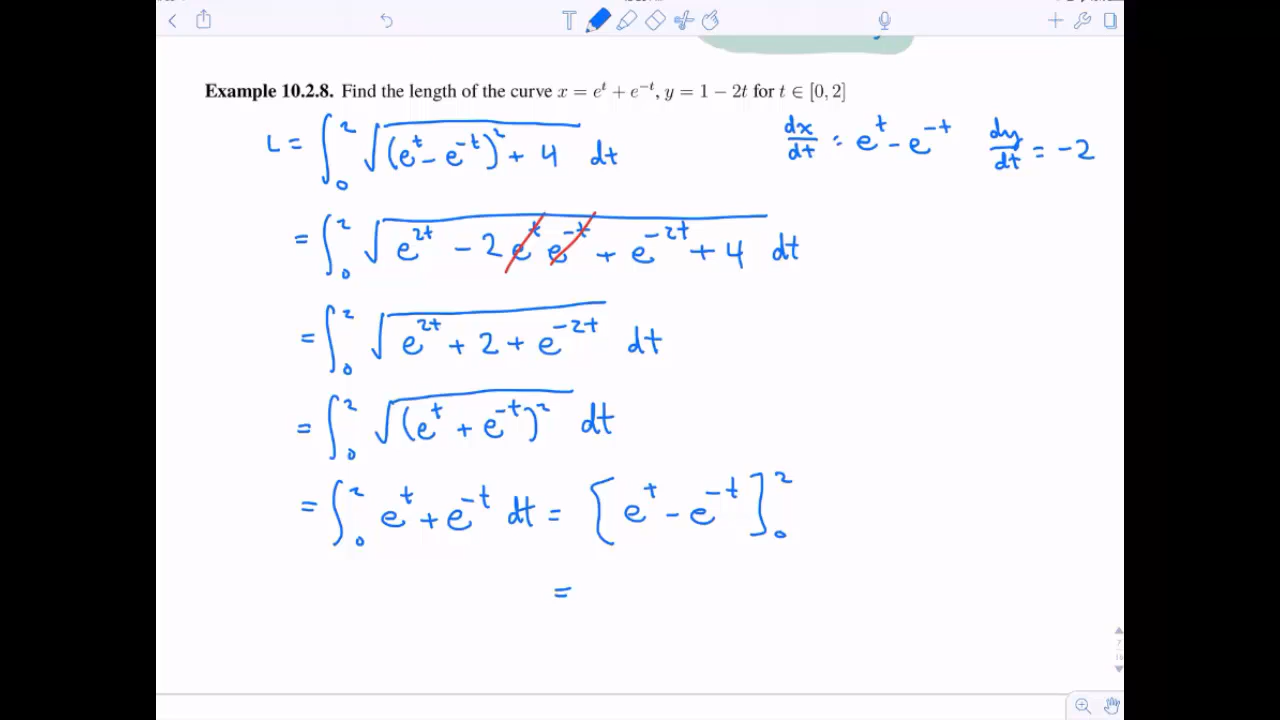 Example 10.2.8. Find the length of the curve x = e^t + e^{-t}, y = 1 − 2t for t ∈ [0, 2]
L = ∫_0^2 √((e^t - e^{-t})^2 + 4) dt
dx/dt = e^t - e^{-t} dy/dt = -2
= ∫_0^2 √(e^{2t} - 2e^t e^{-t} + e^{-2t} + 4) dt
= ∫_0^2 √(e^{2t} + 2 + e^{-2t}) dt
= ∫_0^2 √((e^t + e^{-t})^2) dt
= ∫_0^2 e^t + e^{-t} dt = [e^t - e^{-t}]_0^2
=